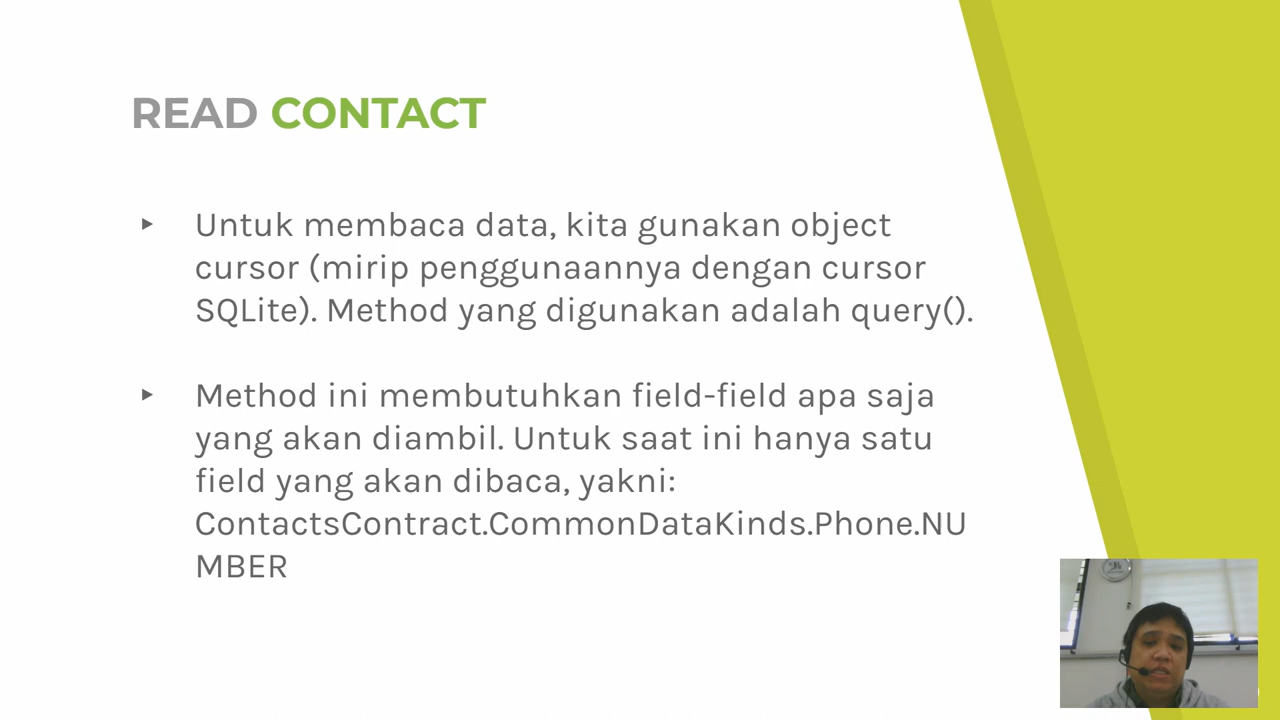 READ CONTACT
Untuk membaca data, kita gunakan object
cursor (mirip penggunaannya dengan cursor
SQLite). Method yang digunakan adalah query().
Method ini membutuhkan field-field apa saja
yang akan diambil. Untuk saat ini hanya satu
field yang akan dibaca, yakni:
ContactsContract.CommonDataKinds.Phone.NU
MBER